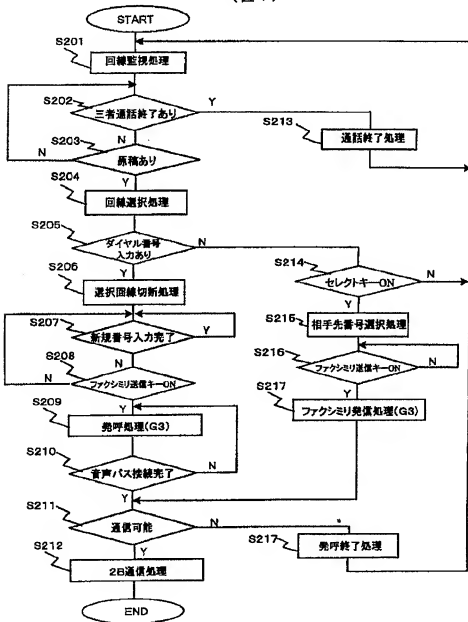 START
S201
回線監視処理
S202
三者通話終了あり
Y
N
S213
通話終了処理
S203
原稿あり
N
Y
S204
回線選択処理
S205
ダイヤル番号
入力あり
N
Y
S214
セレクトキーON
N
Y
S206
選択回線切断処理
S215
相手先番号選択処理
S207
新規番号入力完了
Y
N
S216
ファクシミリ送信キーON
N
Y
S208
ファクシミリ送信キーON
N
Y
S217
ファクシミリ発信処理(G3)
S209
発呼処理(G3)
S210
音声パス接続完了
N
Y
S211
通信可能
N
Y
S217
発呼終了処理
S212
2B通信処理
END